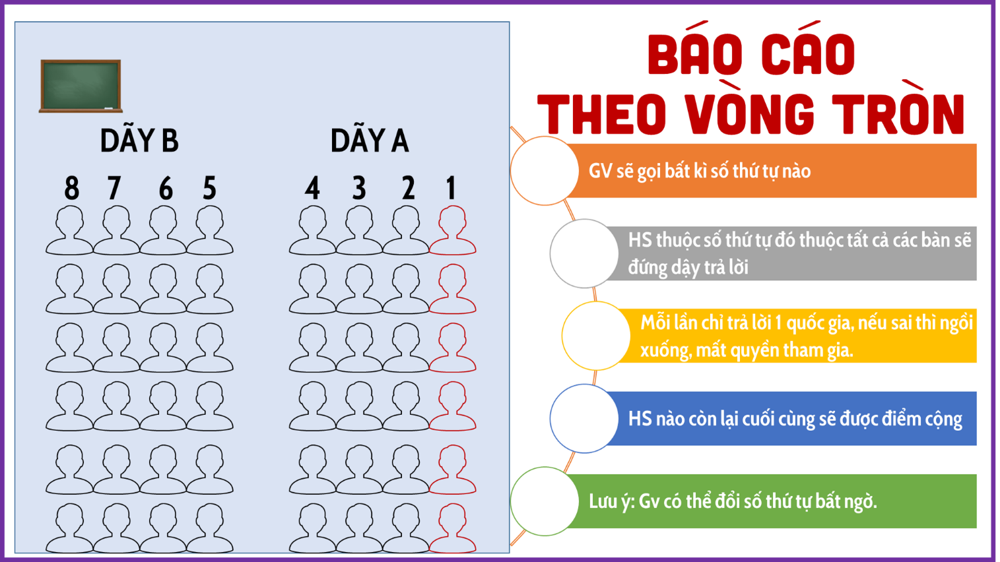 BÁO CÁO
THEO VÒNG TRÒN
DÃY B
DÃY A
8 7 6 5
4 3 2 1
GV sẽ gọi bất kì số thứ tự nào
HS thuộc số thứ tự đó thuộc tất cả các bàn sẽ
đứng dậy trả lời
Mỗi lần chỉ trả lời 1 quốc gia, nếu sai thì ngồi
xuống, mất quyền tham gia.
HS nào còn lại cuối cùng sẽ được điểm cộng
Lưu ý: Gv có thể đổi số thứ tự bất ngờ.